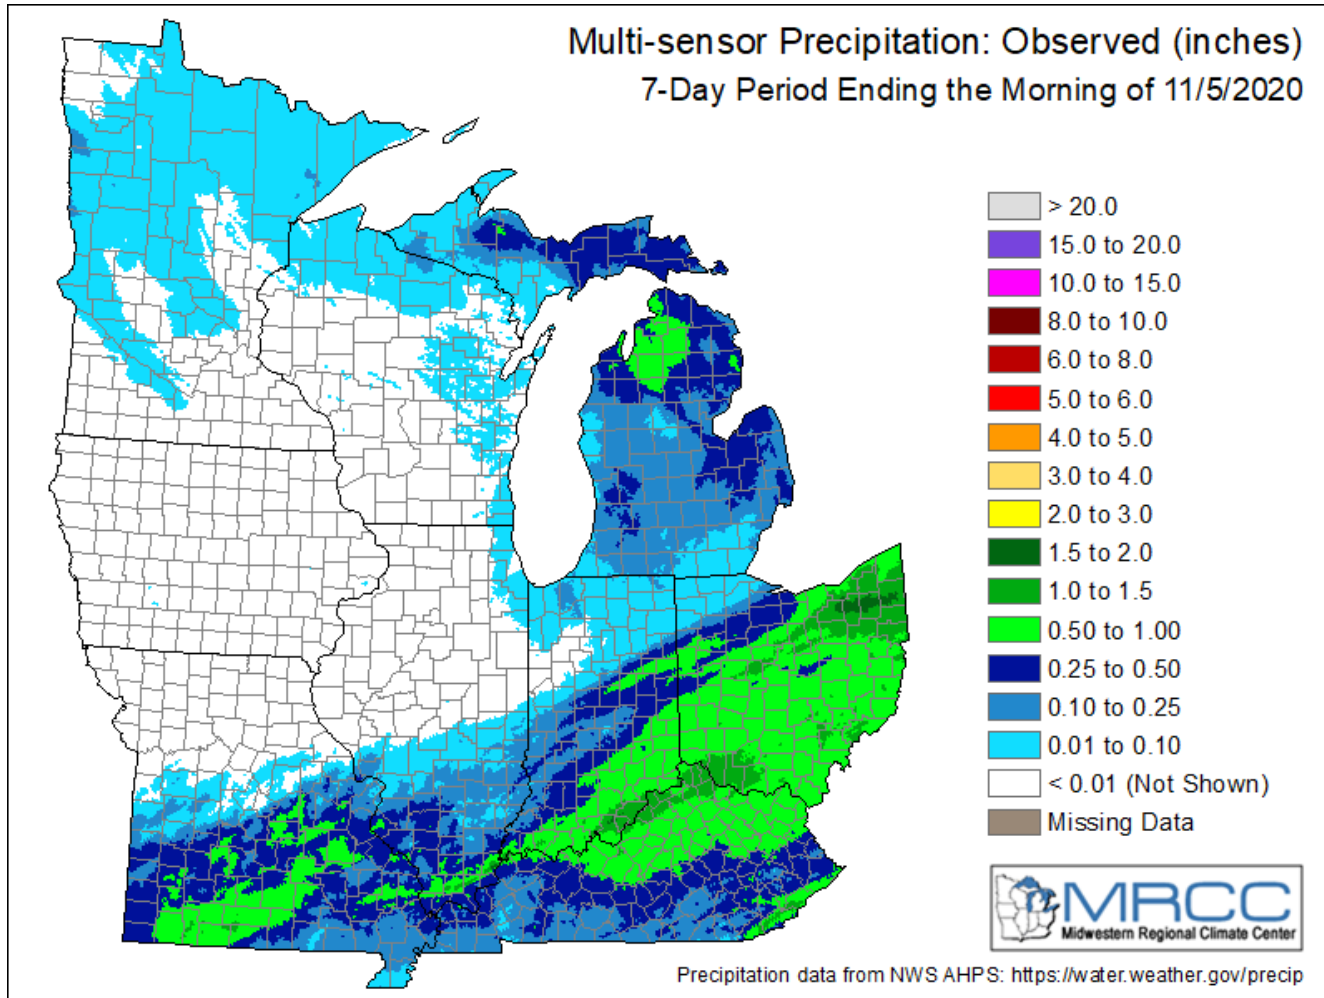 Multi-sensor Precipitation: Observed (inches)
7-Day Period Ending the Morning of 11/5/2020
> 20.0
15.0 to 20.0
10.0 to 15.0
8.0 to 10.0
6.0 to 8.0
5.0 to 6.0
4.0 to 5.0
3.0 to 4.0
2.0 to 3.0
1.5 to 2.0
1.0 to 1.5
0.50 to 1.00
0.25 to 0.50
0.10 to 0.25
0.01 to 0.10
< 0.01 (Not Shown)
Missing Data
MRCC
Midwestern Regional Climate Center
Precipitation data from NWS AHPS: https://water.weather.gov/precip